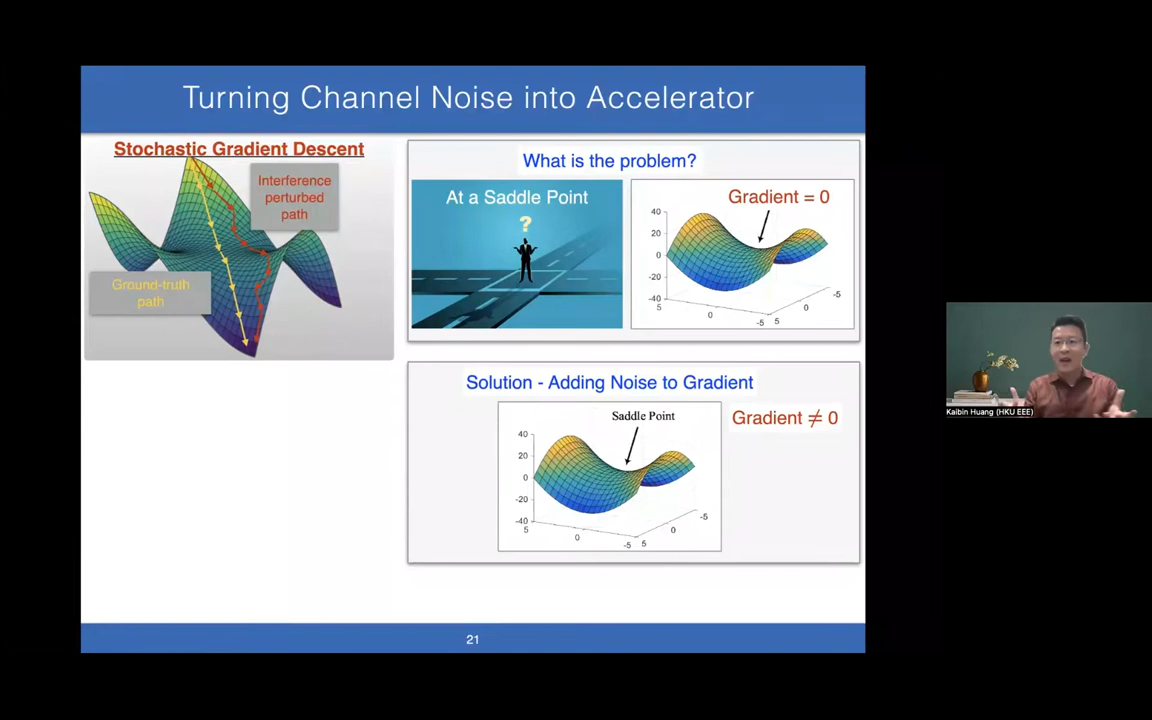 Turning Channel Noise into Accelerator
Stochastic Gradient Descent
Interference
perturbed
path
Ground-truth
path
What is the problem?
At a Saddle Point
?
Gradient = 0
40
20
0
-20
-40
5
0
-5
5
0
-5
Solution - Adding Noise to Gradient
Saddle Point
Gradient ≠ 0
40
20
0
-20
-40
5
0
-5
5
0
-5
21
Kaibin Huang (HKU EEE)